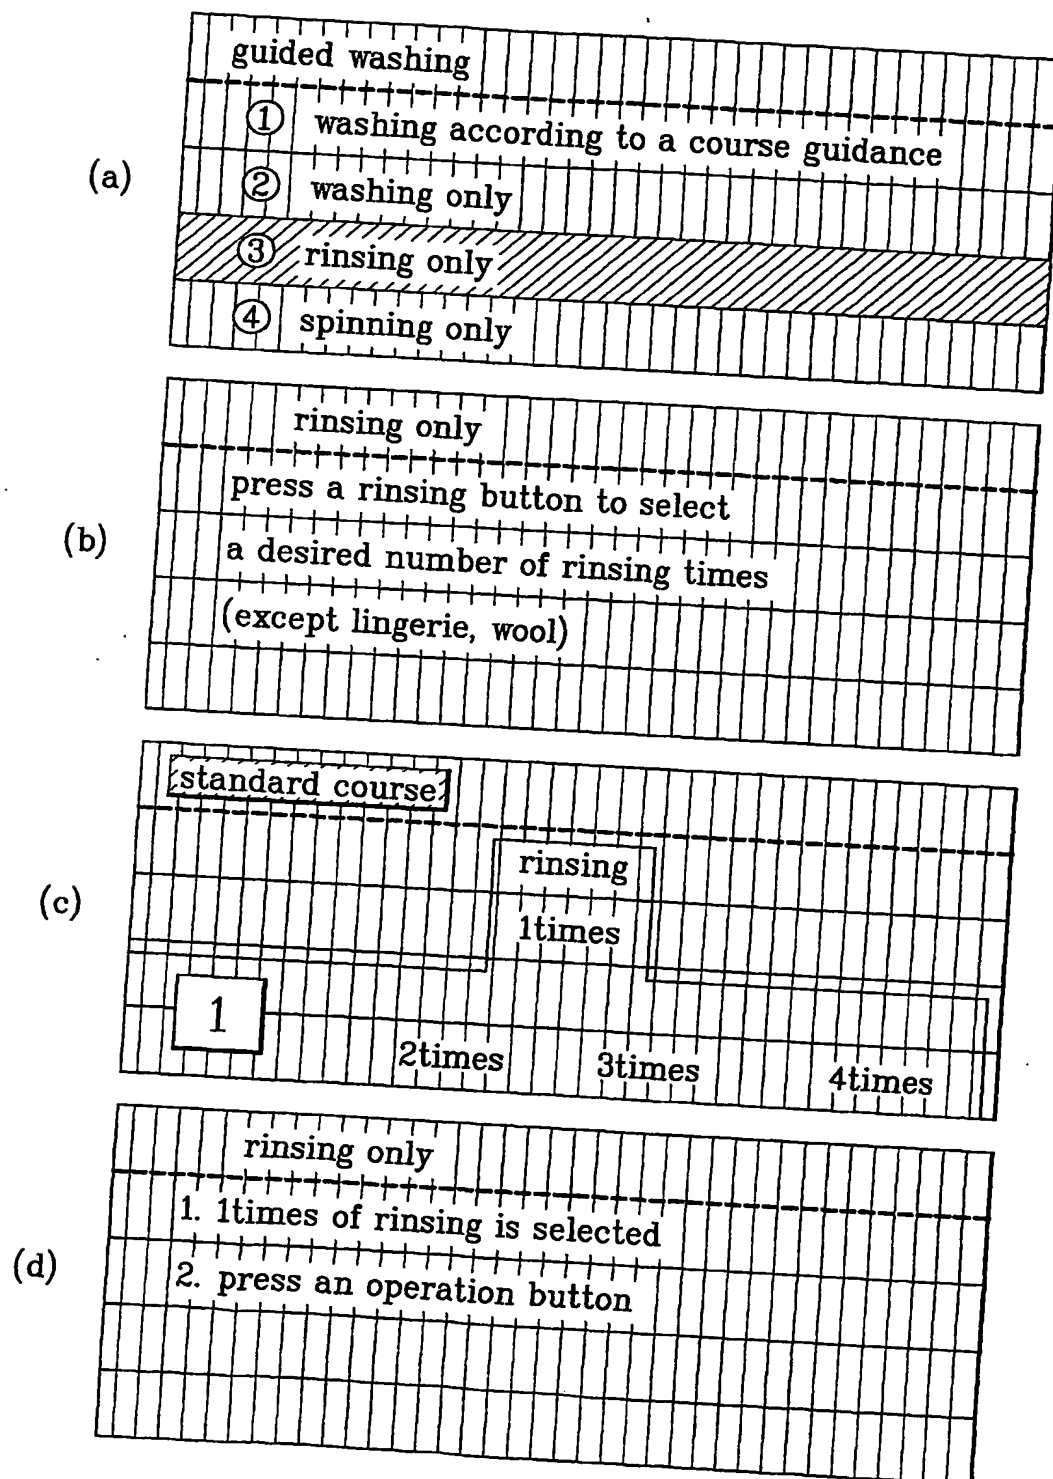 (a)
guided washing
① washing according to a course guidance
② washing only
③ rinsing only
④ spinning only
(b)
rinsing only
press a rinsing button to select
a desired number of rinsing times
(except lingerie, wool)
(c)
standard course
rinsing
1times
1
2times 3times 4times
(d)
rinsing only
1. 1times of rinsing is selected
2. press an operation button